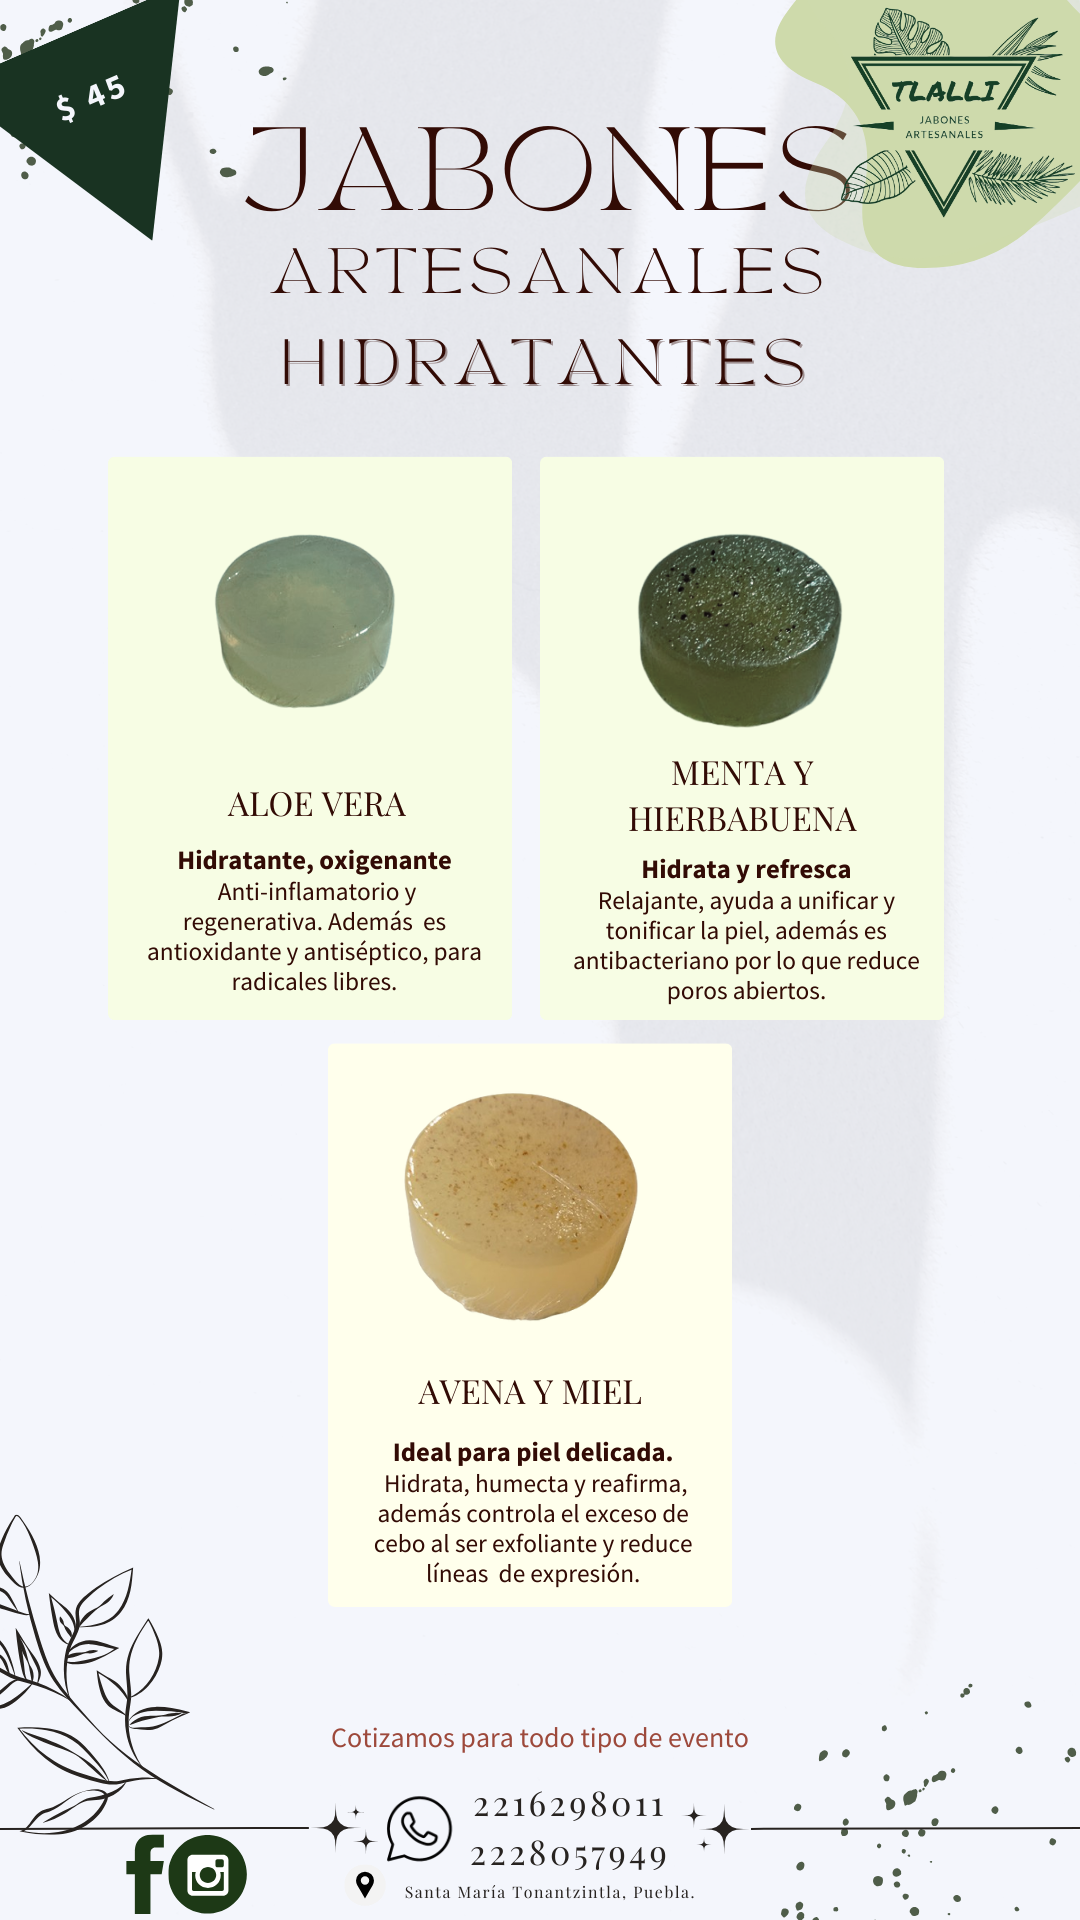 $ 45
TLALLI
JABONES
ARTESANALES
JABONES
ARTESANALES
HIDRATANTES
ALOE VERA
Hidratante, oxigenante
Anti-inflamatorio y
regenerativa. Además es
antioxidante y antiséptico, para
radicales libres.
MENTA Y
HIERBABUENA
Hidrata y refresca
Relajante, ayuda a unificar y
tonificar la piel, además es
antibacteriano por lo que reduce
poros abiertos.
AVENA Y MIEL
Ideal para piel delicada.
Hidrata, humecta y reafirma,
además controla el exceso de
cebo al ser exfoliante y reduce
líneas de expresión.
Cotizamos para todo tipo de evento
2216298011
2228057949
Santa María Tonantzintla, Puebla.